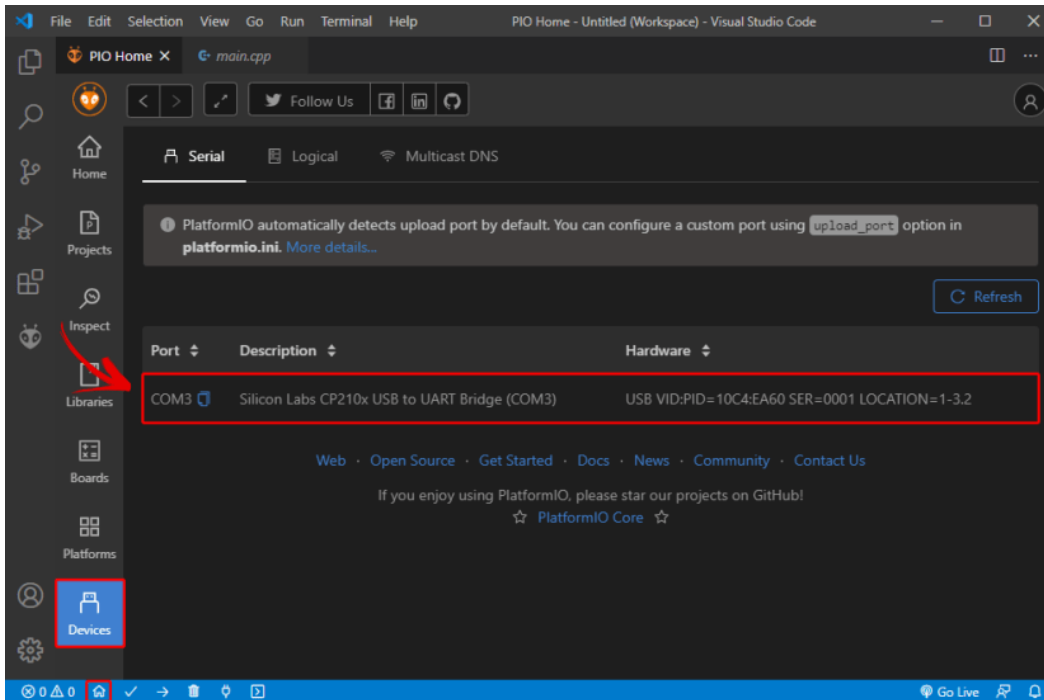 File Edit Selection View Go Run Terminal Help PIO Home - Untitled (Workspace) - Visual Studio Code
PIO Home main.cpp
Follow Us
Home
Serial Logical Multicast DNS
Projects
PlatformIO automatically detects upload port by default. You can configure a custom port using upload_port option in
platformio.ini. More details...
Refresh
Inspect
Port Description Hardware
Libraries
COM3 Silicon Labs CP210x USB to UART Bridge (COM3) USB VID:PID=10C4:EA60 SER=0001 LOCATION=1-3.2
Web · Open Source · Get Started · Docs · News · Community · Contact Us
Boards
If you enjoy using PlatformIO, please star our projects on GitHub!
PlatformIO Core
Platforms
Devices
0 0 Go Live